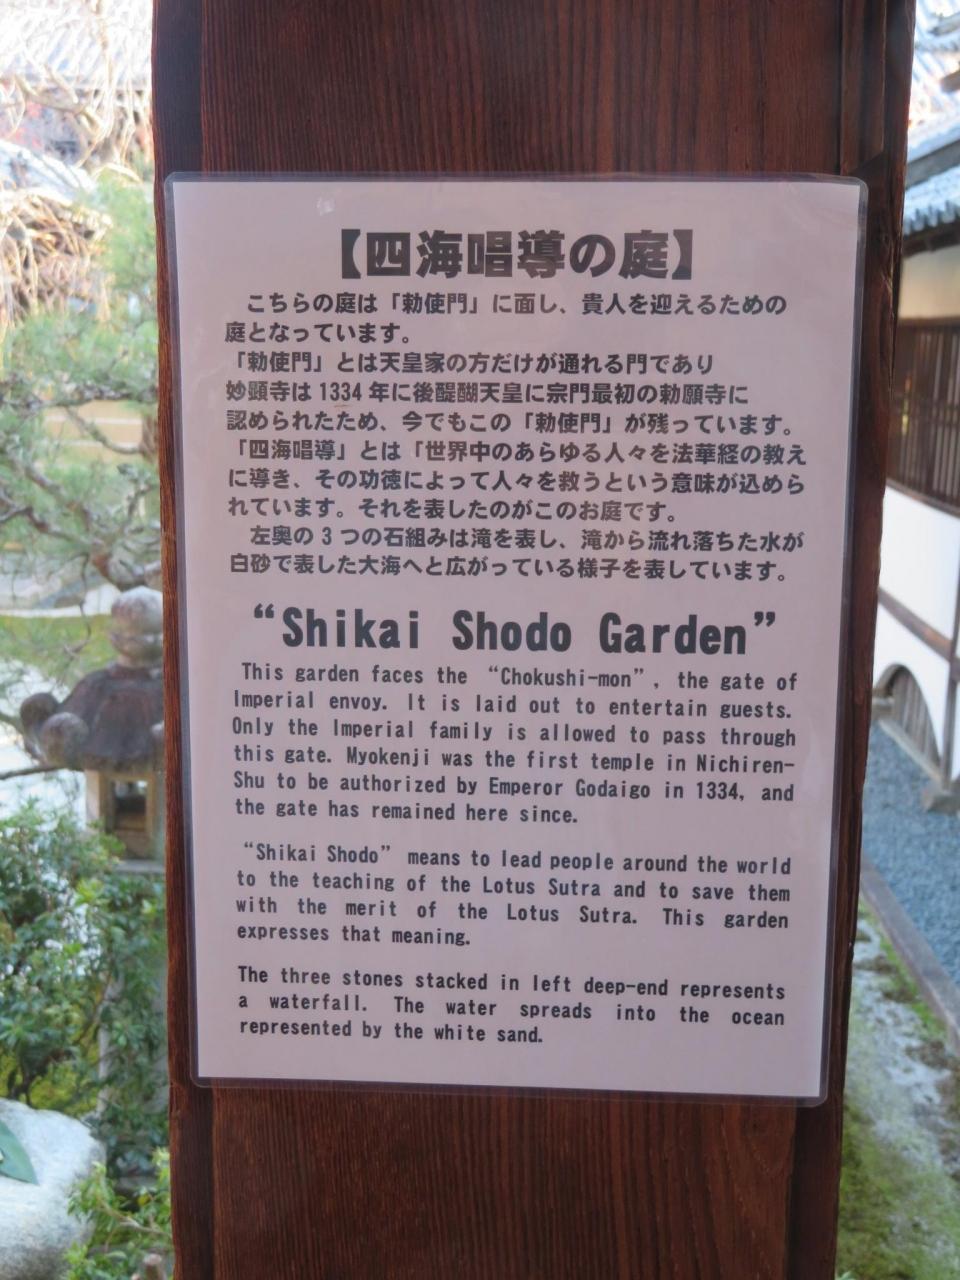 【四海唱導の庭】
こちらの庭は「勅使門」に面し、貴人を迎えるための
庭となっています。
「勅使門」とは天皇家の方だけが通れる門であり
妙顕寺は1334年に後醍醐天皇に宗門最初の勅願寺に
認められたため、今でもこの「勅使門」が残っています。
「四海唱導」とは「世界中のあらゆる人々を法華経の教え
に導き、その功徳によって人々を救うという意味が込めら
れています。それを表したのがこのお庭です。
左奥の3つの石組みは滝を表し、滝から流れ落ちた水が
白砂で表した大海へと広がっている様子を表しています。
“Shikai Shodo Garden”
This garden faces the “Chokushi-mon”, the gate of
Imperial envoy. It is laid out to entertain guests.
Only the Imperial family is allowed to pass through
this gate. Myokenji was the first temple in Nichiren-
Shu to be authorized by Emperor Godaigo in 1334, and
the gate has remained here since.
“Shikai Shodo” means to lead people around the world
to the teaching of the Lotus Sutra and to save them
with the merit of the Lotus Sutra. This garden
expresses that meaning.
The three stones stacked in left deep-end represents
a waterfall. The water spreads into the ocean
represented by the white sand.